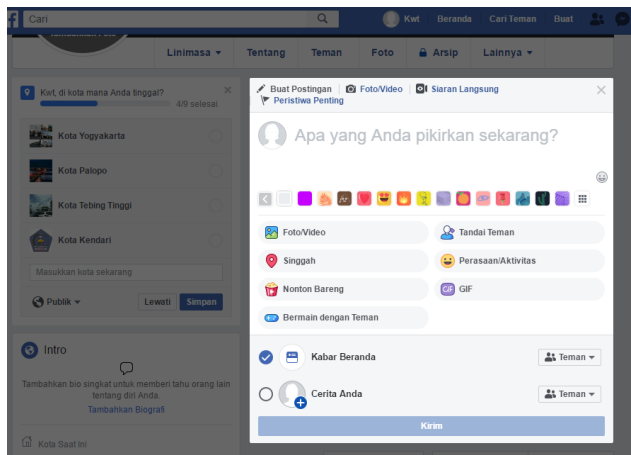 f
Cari
Kwt Beranda Cari Teman Buat
Linimasa Tentang Teman Foto Arsip Lainnya
Kwt, di kota mana Anda tinggal?
4/9 selesai
Kota Yogyakarta
Kota Palopo
Kota Tebing Tinggi
Kota Kendari
Masukkan kota sekarang
Publik Lewati Simpan
Intro
Tambahkan bio singkat untuk memberi tahu orang lain
tentang diri Anda.
Tambahkan Biografi
Kota Saat Ini
Buat Postingan Foto/Video Siaran Langsung
Peristiwa Penting
Apa yang Anda pikirkan sekarang?
Foto/Video Tandai Teman
Singgah Perasaan/Aktivitas
Nonton Bareng GIF GIF
Bermain dengan Teman
Kabar Beranda Teman
Cerita Anda Teman
Kirim